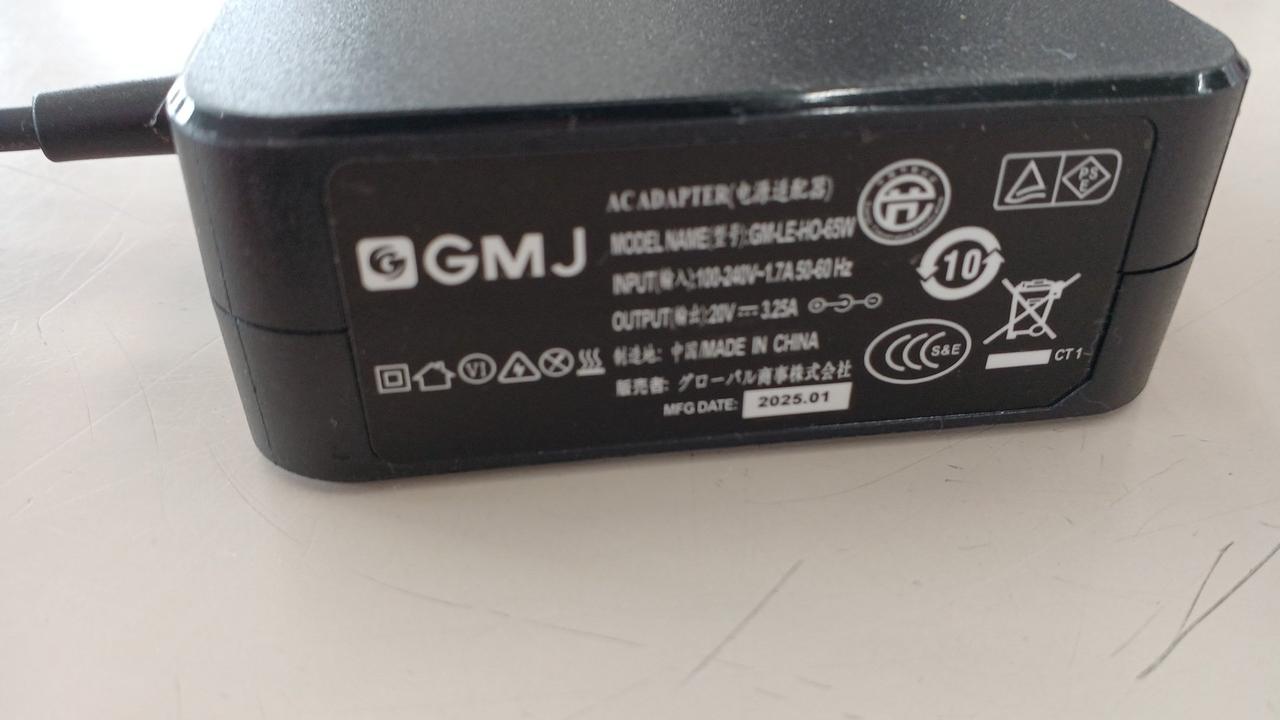 GMJ
AC ADAPTER(电源适配器)
MODEL NAME(型号):GM-LE-HO-65W
INPUT(输入):100-240V~1.7A 50-60 Hz
OUTPUT(输出):20V 3.25A
制造地: 中国/MADE IN CHINA
販売者: グローバル商事株式会社
MFG DATE: 2025.01
VI
10
PS
E
S&E
CT1